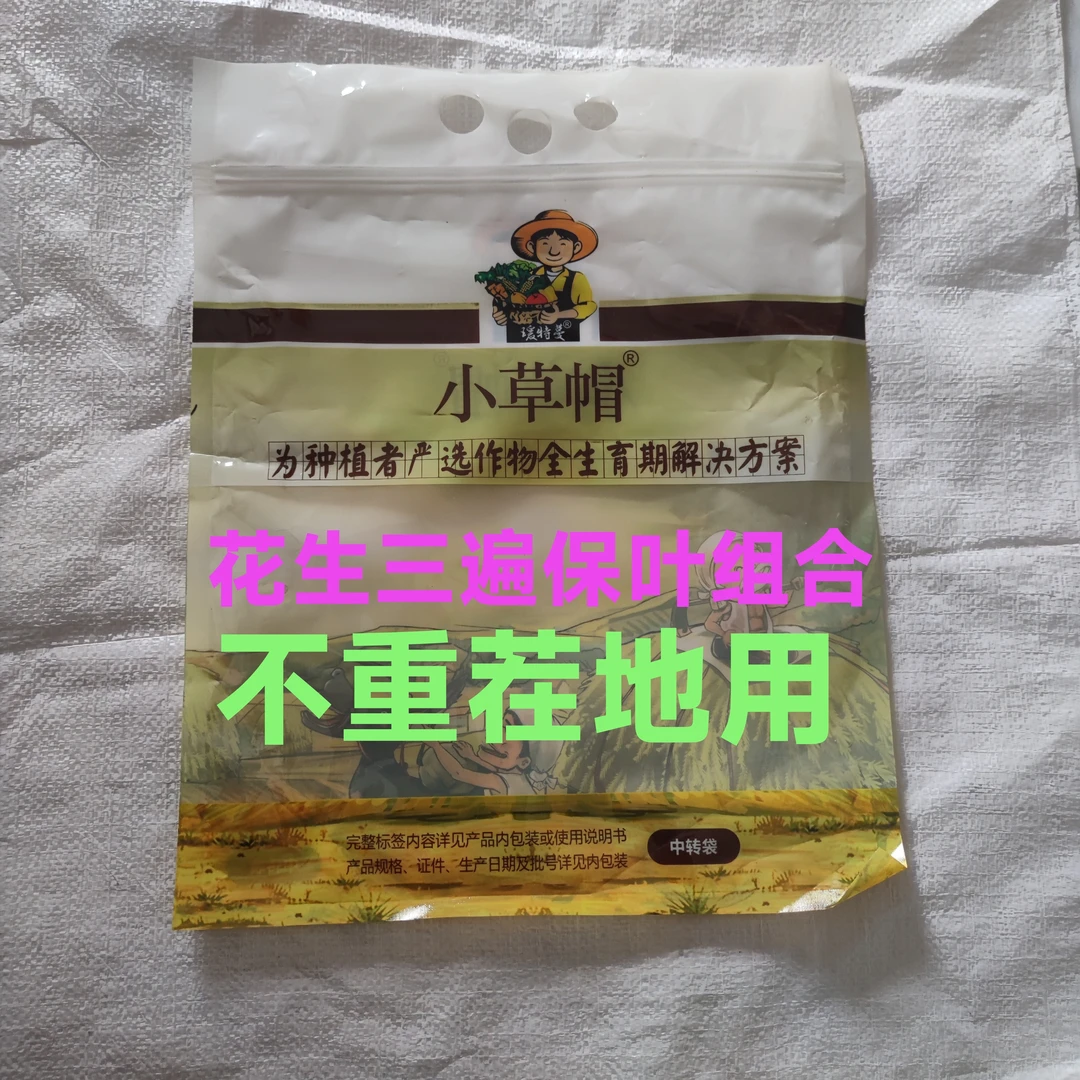 瑷特蔓®
小草帽®
为种植者严选作物全生育期解决方案
花生三遍保叶组合
不重茬地用
完整标签内容详见产品内包装或使用说明书
产品规格、证件、生产日期及批号详见内包装
中转袋